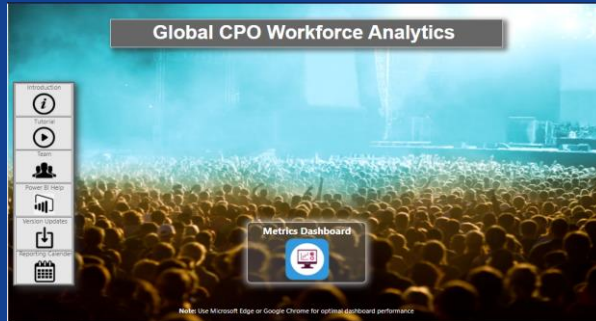 Global CPO Workforce Analytics
Introduction
Tutorial
Team
Power BI Help
Version Updates
Reporting Calendar
Metrics Dashboard
Note: Use Microsoft Edge or Google Chrome for optimal dashboard performance